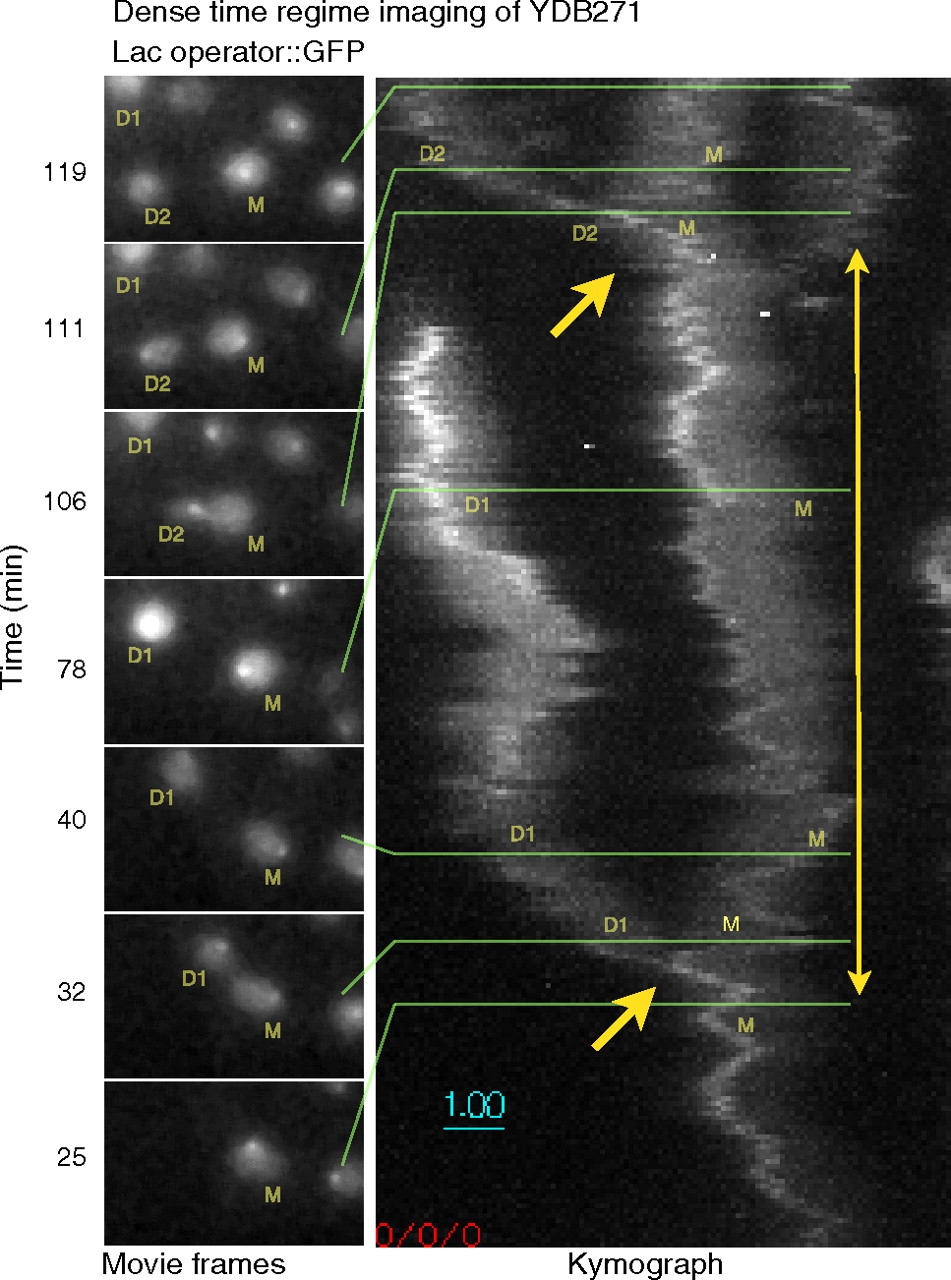 Dense time regime imaging of YDB271
Lac operator::GFP
Time (min)
119
D1
D2
M
111
D1
D2
M
106
D1
D2
M
78
D1
M
40
D1
M
32
D1
M
25
M
D2
M
D2
M
D1
M
D1
M
D1
M
M
1.00
0/0/0
Movie frames
Kymograph